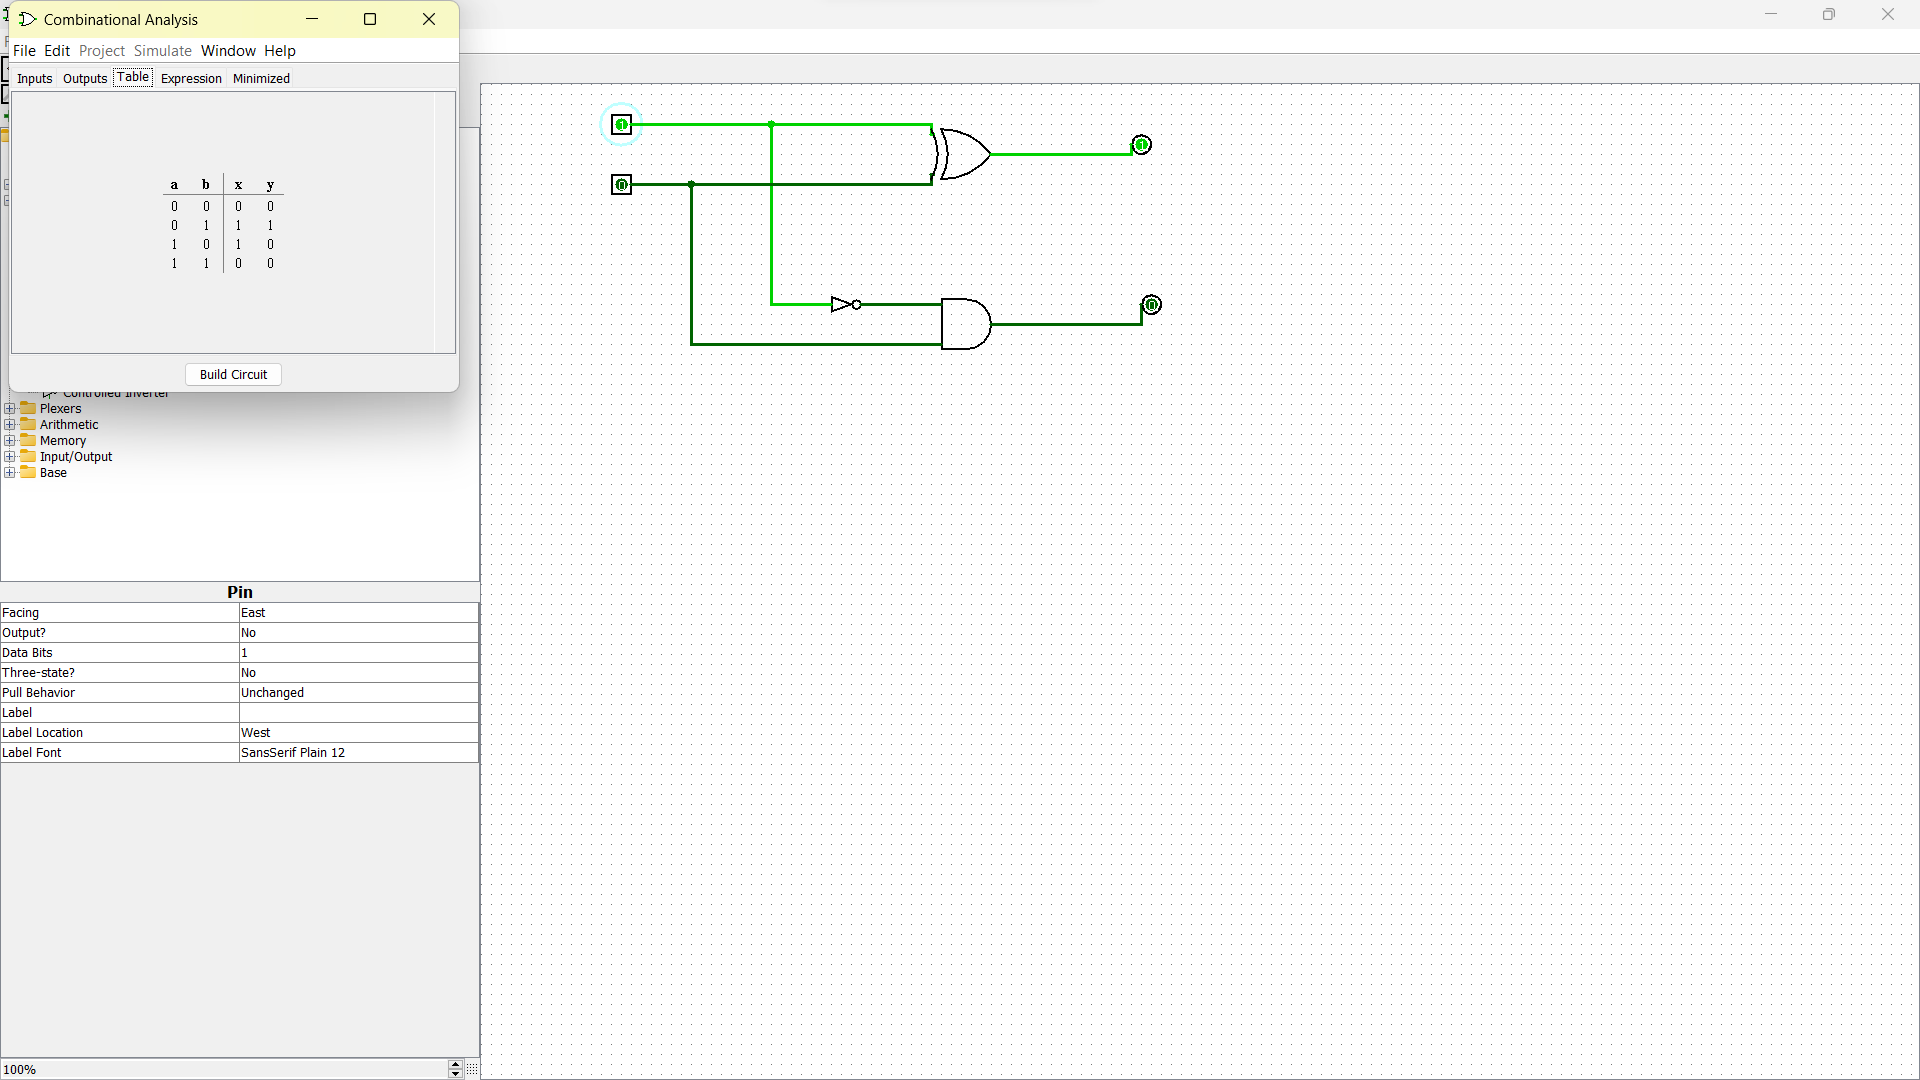 Combinational Analysis
File Edit Project Simulate Window Help
Inputs Outputs Table Expression Minimized
a b x y
0 0 0 0
0 1 1 1
1 0 1 0
1 1 0 0
Build Circuit
Controlled Inverter
Plexers
Arithmetic
Memory
Input/Output
Base
Pin
Facing East
Output? No
Data Bits 1
Three-state? No
Pull Behavior Unchanged
Label
Label Location West
Label Font SansSerif Plain 12
100%
1
0
1
0